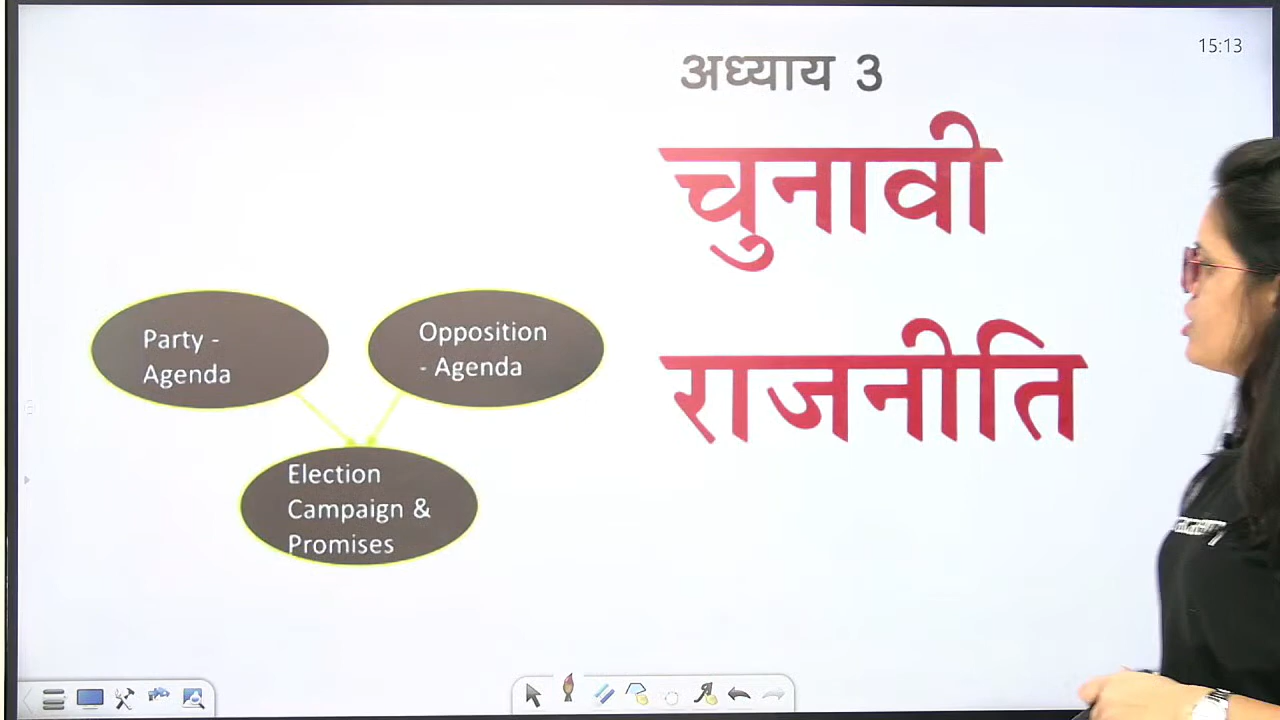 15:13
अध्याय 3
चुनावी
राजनीति
Party -
Agenda
Opposition
- Agenda
Election
Campaign &
Promises